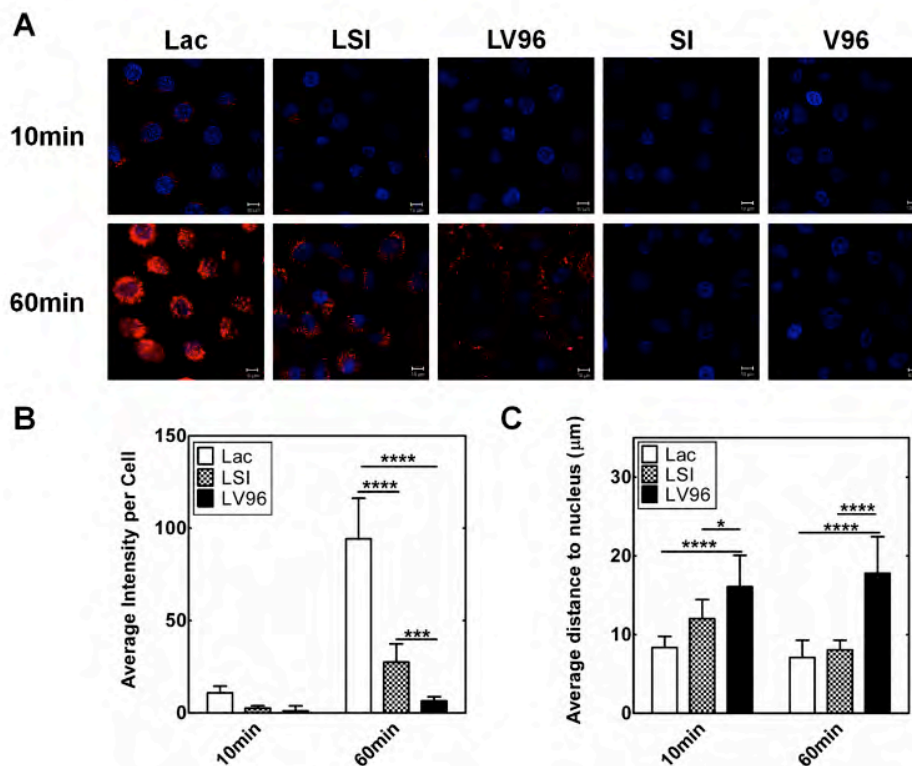 A
Lac LSI LV96 SI V96
10min
60min
B
150
100
50
0
Average Intensity per Cell
Lac
LSI
LV96
****
****
***
10min 60min
C
30
20
10
0
Average distance to nucleus (μm)
Lac
LSI
LV96
*
****
****
****
10min 60min